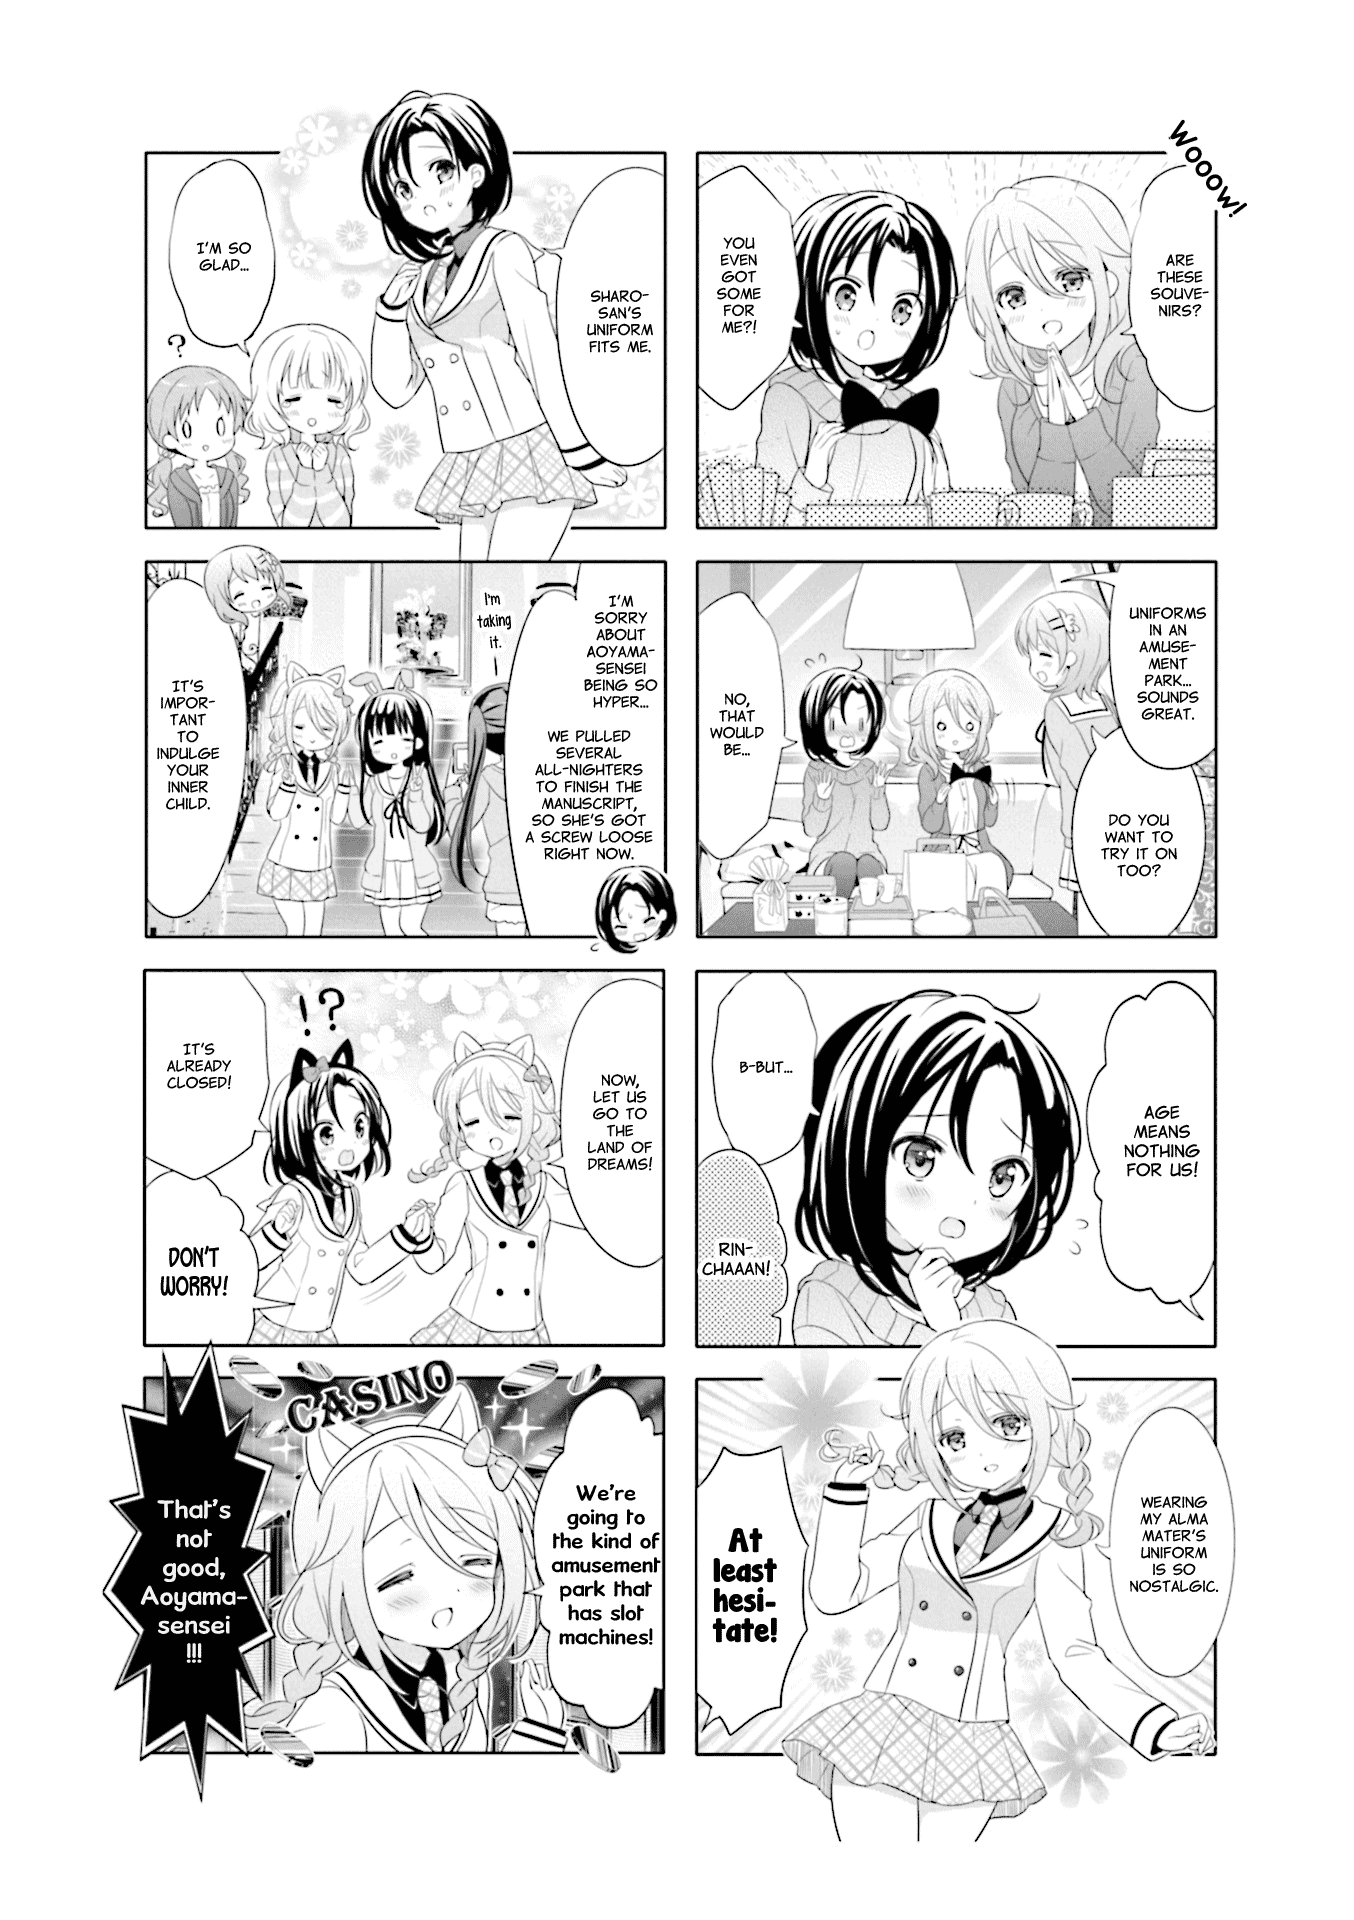 Wooow!
ARE
THESE
SOUVE-
NIRS?
YOU
EVEN
GOT
SOME
FOR
ME?!
UNIFORMS
IN AN
AMUSE-
MENT
PARK...
SOUNDS
GREAT.
DO YOU
WANT TO
TRY IT ON
TOO?
NO,
THAT
WOULD
BE...
AGE
MEANS
NOTHING
FOR US!
B-BUT...
RIN-
CHAAAN!
WEARING
MY ALMA
MATER'S
UNIFORM
IS SO
NOSTALGIC.
At
least
hesi-
tate!
SHARO-
SAN'S
UNIFORM
FITS ME.
I'M SO
GLAD...
?
I'M
SORRY
ABOUT
AOYAMA-
SENSEI
BEING SO
HYPER...
WE PULLED
SEVERAL
ALL-NIGHTERS
TO FINISH THE
MANUSCRIPT,
SO SHE'S GOT
A SCREW LOOSE
RIGHT NOW.
I'm
taking
it.
IT'S
IMPOR-
TANT
TO
INDULGE
YOUR
INNER
CHILD.
NOW,
LET US
GO TO
THE
LAND OF
DREAMS!
!?
IT'S
ALREADY
CLOSED!
DON'T
WORRY!
CASINO
We're
going to
the kind of
amusement
park that
has slot
machines!
That's
not
good,
Aoyama-
sensei
!!!